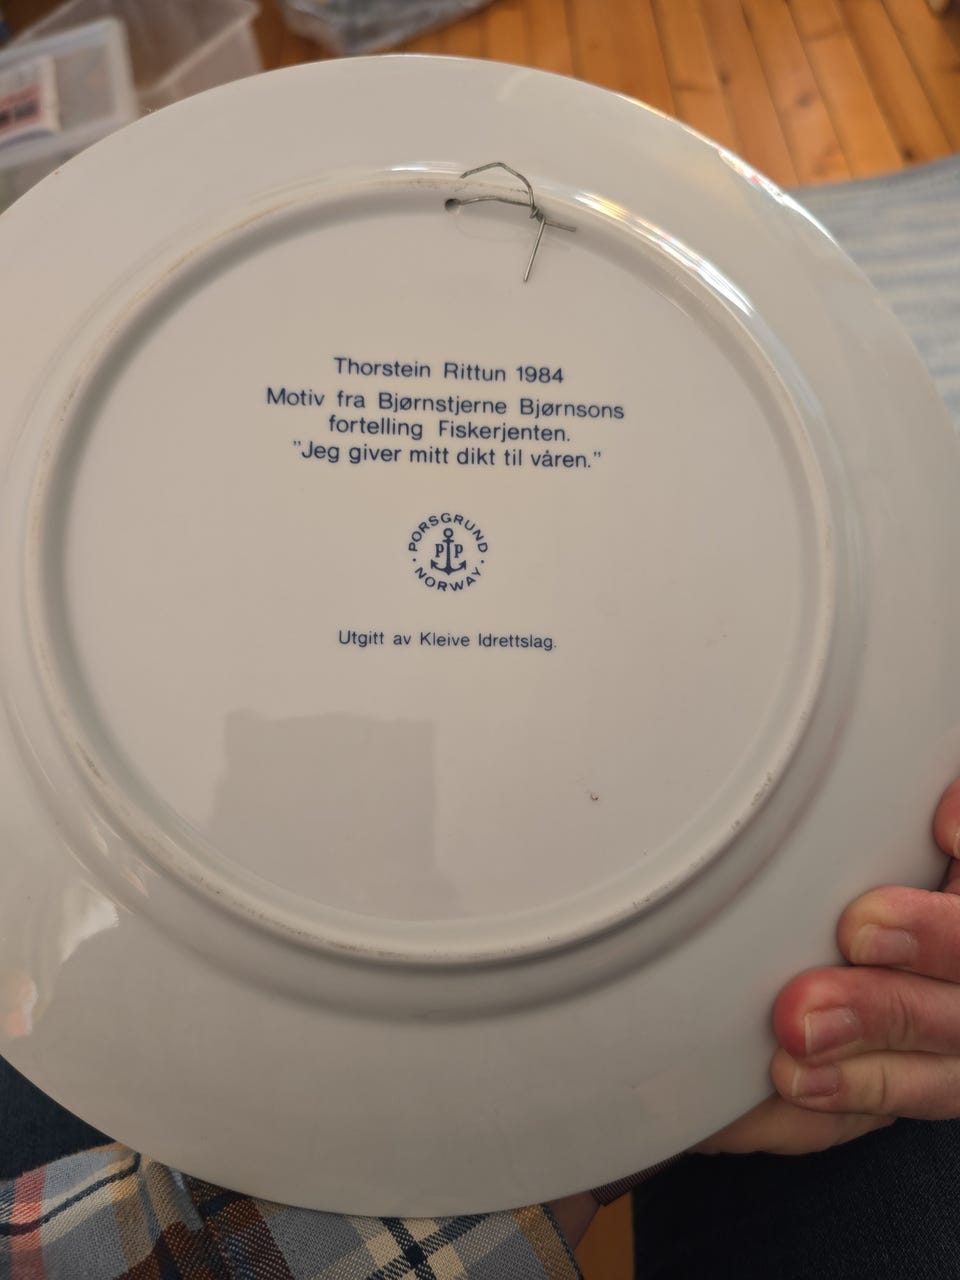 Thorstein Rittun 1984
Motiv fra Bjørnstjerne Bjørnsons
fortelling Fiskerjenten.
"Jeg giver mitt dikt til våren."
PORSGRUND
P P
NORWAY
Utgitt av Kleive Idrettslag.